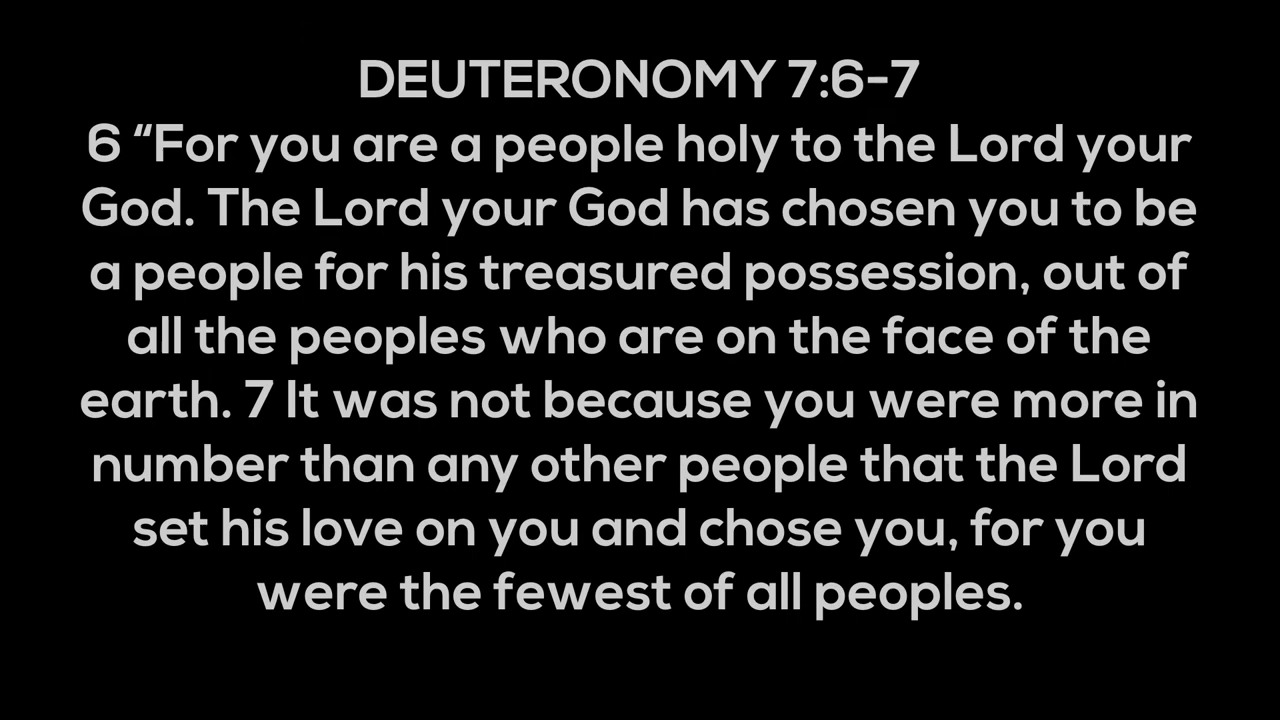 DEUTERONOMY 7:6-7
6 “For you are a people holy to the Lord your
God. The Lord your God has chosen you to be
a people for his treasured possession, out of
all the peoples who are on the face of the
earth. 7 It was not because you were more in
number than any other people that the Lord
set his love on you and chose you, for you
were the fewest of all peoples.